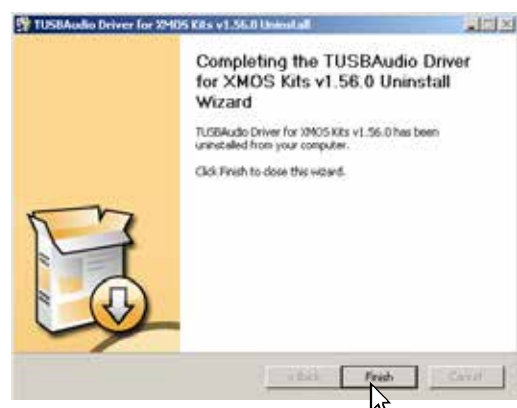 TUSBAudio Driver for XMOS Kits v1.56.0 Uninstall
Completing the TUSBAudio Driver
for XMOS Kits v1.56.0 Uninstall
Wizard
TUSBAudio Driver for XMOS Kits v1.56.0 has been
uninstalled from your computer.
Click Finish to close this wizard.
< Back Finish Cancel